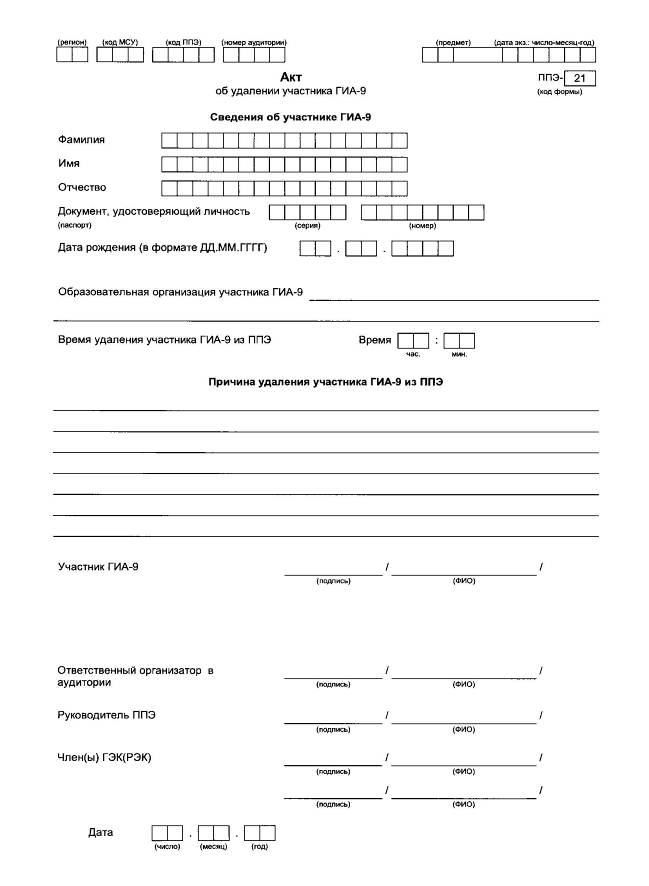 (регион) (код МСУ) (код ППЭ) (номер аудитории) (предмет) (дата экз.: число-месяц-год)
Акт ППЭ- 21
об удалении участника ГИА-9 (код формы)
Сведения об участнике ГИА-9
Фамилия
Имя
Отчество
Документ, удостоверяющий личность
(паспорт) (серия) (номер)
Дата рождения (в формате ДД.ММ.ГГГГ) . .
Образовательная организация участника ГИА-9
Время удаления участника ГИА-9 из ППЭ Время :
час. мин.
Причина удаления участника ГИА-9 из ППЭ
Участник ГИА-9 / /
(подпись) (ФИО)
Ответственный организатор в
аудитории / /
(подпись) (ФИО)
Руководитель ППЭ / /
(подпись) (ФИО)
Член(ы) ГЭК(РЭК) / /
(подпись) (ФИО)
/ /
(подпись) (ФИО)
Дата . .
(число) (месяц) (год)